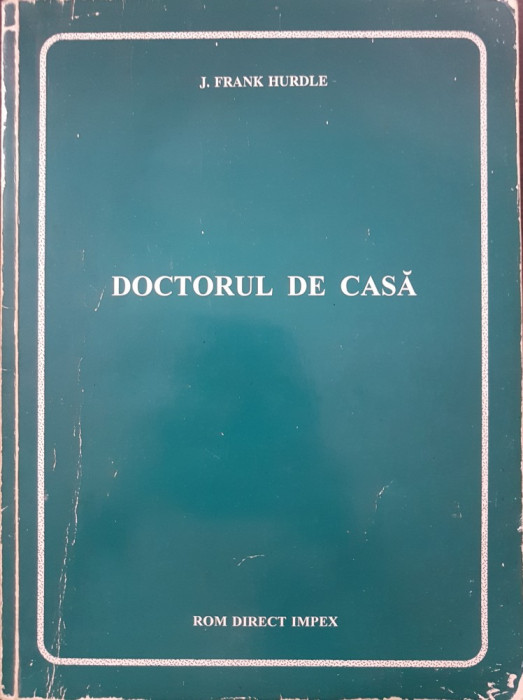 J. FRANK HURDLE
DOCTORUL DE CASĂ
ROM DIRECT IMPEX